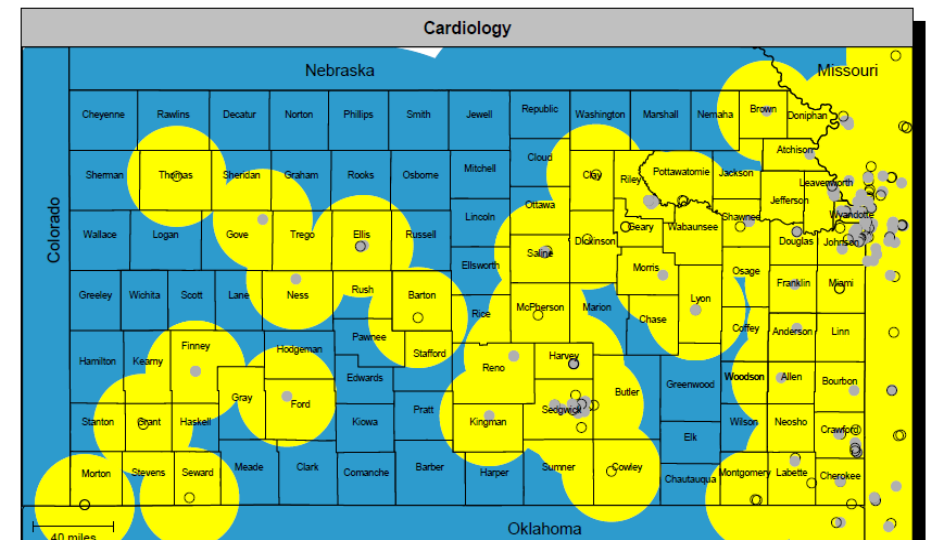 Cardiology
Nebraska
Missouri
Cheyenne Rawlins Decatur Norton Phillips Smith Jewell Republic Washington Marshall Nemaha Brown Doniphan
Atchison
Sherman Thomas Sheridan Graham Rooks Osborne Mitchell Cloud Clay Riley Pottawatomie Jackson Jefferson Leavenworth
Colorado
Wallace Logan Gove Trego Ellis Russell Lincoln Ottawa Saline Dickinson Geary Wabaunsee Shawnee Douglas Johnson Wyandotte
Greeley Wichita Scott Lane Ness Rush Barton Ellsworth Rice McPherson Marion Morris Chase Lyon Osage Coffey Franklin Miami
Hamilton Kearny Finney Hodgeman Pawnee Stafford Reno Harvey Anderson Linn
Edwards
Stanton Grant Haskell Gray Ford Kiowa Pratt Kingman Sedgwick Butler Greenwood Elk Woodson Wilson Allen Neosho Bourbon Crawford
Morton Stevens Seward Meade Clark Comanche Barber Harper Sumner Cowley Chautauqua Montgomery Labette Cherokee
Oklahoma
40 miles